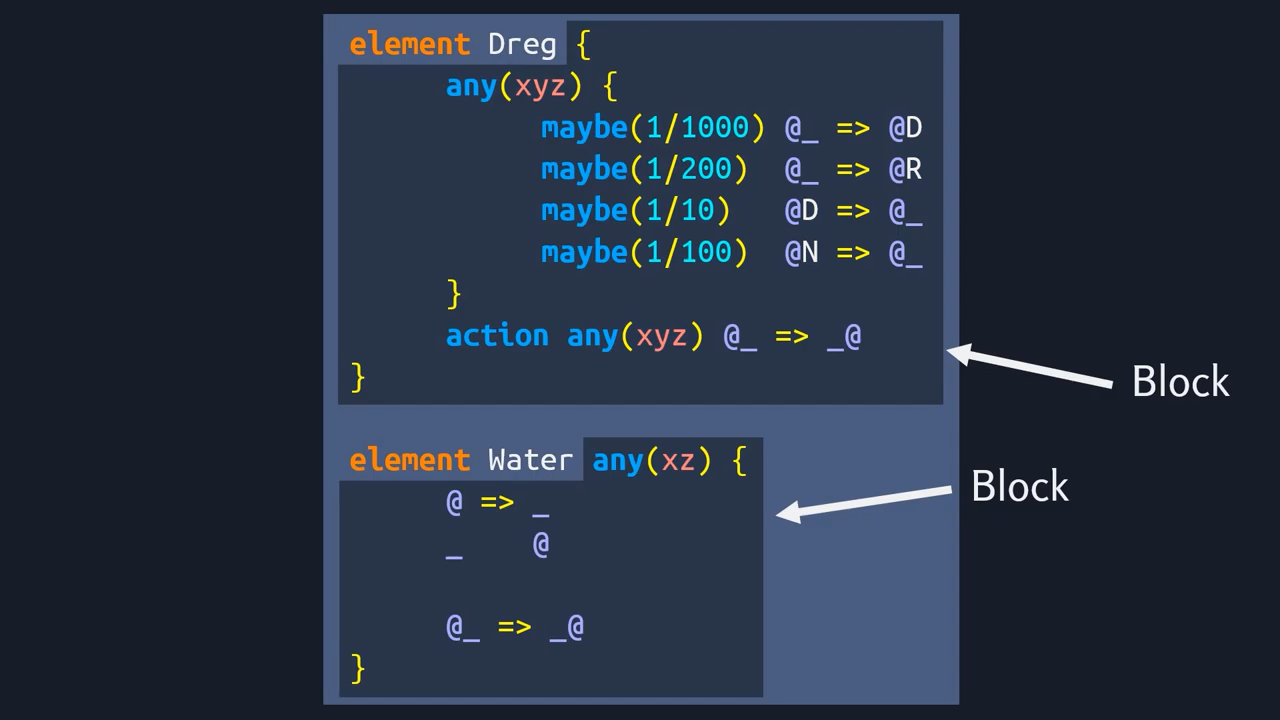 element Dreg {
any(xyz) {
maybe(1/1000) @_ => @D
maybe(1/200) @_ => @R
maybe(1/10) @D => @_
maybe(1/100) @N => @_
}
action any(xyz) @_ => _@
}
Block
element Water any(xz) {
@ => _
_ @
@_ => _@
}
Block